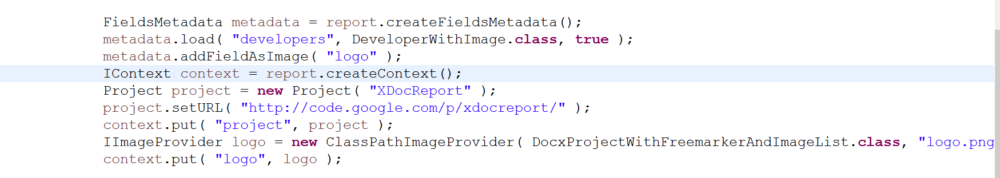 FieldsMetadata metadata = report.createFieldsMetadata();
metadata.load( "developers", DeveloperWithImage.class, true );
metadata.addFieldAsImage( "logo" );
IContext context = report.createContext();
Project project = new Project( "XDocReport" );
project.setURL( "http://code.google.com/p/xdocreport/" );
context.put( "project", project );
IImageProvider logo = new ClassPathImageProvider( DocxProjectWithFreemarkerAndImageList.class, "logo.png
context.put( "logo", logo );